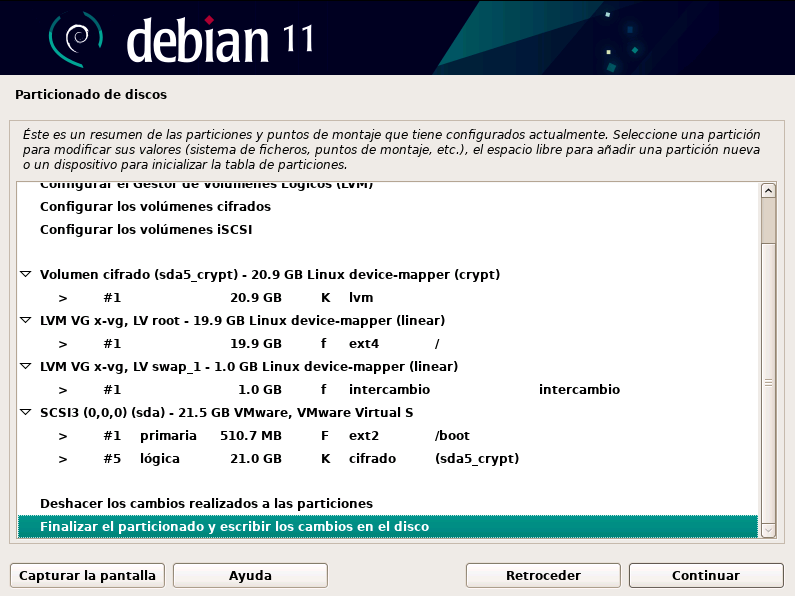 debian 11
Particionado de discos
Éste es un resumen de las particiones y puntos de montaje que tiene configurados actualmente. Seleccione una partición
para modificar sus valores (sistema de ficheros, puntos de montaje, etc.), el espacio libre para añadir una partición nueva
o un dispositivo para inicializar la tabla de particiones.
Configurar el Gestor de Volúmenes Lógicos (LVM)
Configurar los volúmenes cifrados
Configurar los volúmenes iSCSI
Volumen cifrado (sda5_crypt) - 20.9 GB Linux device-mapper (crypt)
> #1 20.9 GB K lvm
LVM VG x-vg, LV root - 19.9 GB Linux device-mapper (linear)
> #1 19.9 GB f ext4 /
LVM VG x-vg, LV swap_1 - 1.0 GB Linux device-mapper (linear)
> #1 1.0 GB f intercambio intercambio
SCSI3 (0,0,0) (sda) - 21.5 GB VMware, VMware Virtual S
> #1 primaria 510.7 MB F ext2 /boot
> #5 lógica 21.0 GB K cifrado (sda5_crypt)
Deshacer los cambios realizados a las particiones
Finalizar el particionado y escribir los cambios en el disco
Capturar la pantalla Ayuda Retroceder Continuar